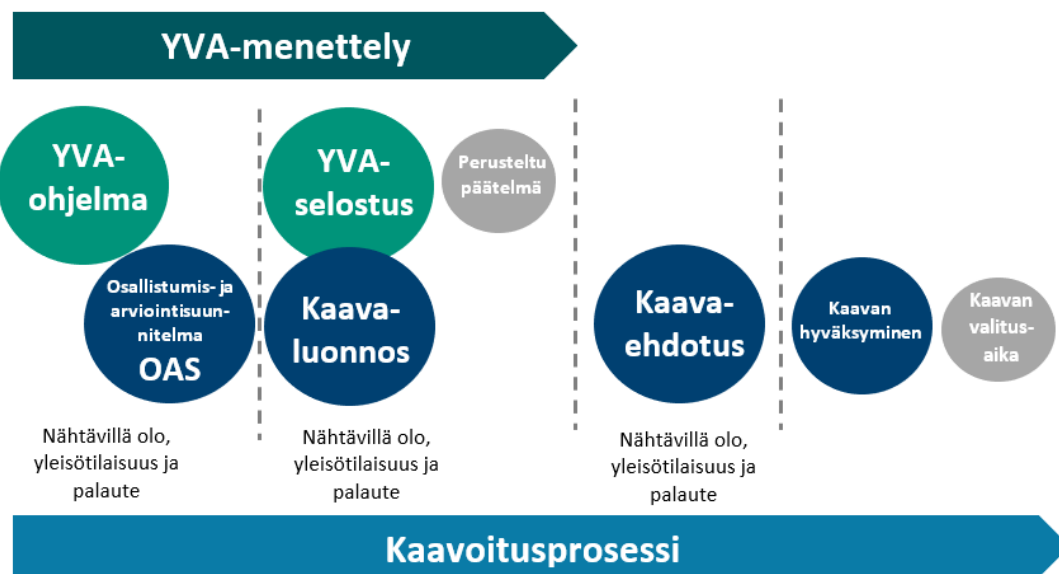 YVA-menettely
YVA-
ohjelma
YVA-
selostus
Perusteltu
päätelmä
Osallistumis- ja
arviointisuun-
nitelma
OAS
Kaava-
luonnos
Kaava-
ehdotus
Kaavan
hyväksyminen
Kaavan
valitus-
aika
Nähtävillä olo,
yleisötilaisuus ja
palaute
Nähtävillä olo,
yleisötilaisuus ja
palaute
Nähtävillä olo,
yleisötilaisuus ja
palaute
Kaavoitusprosessi